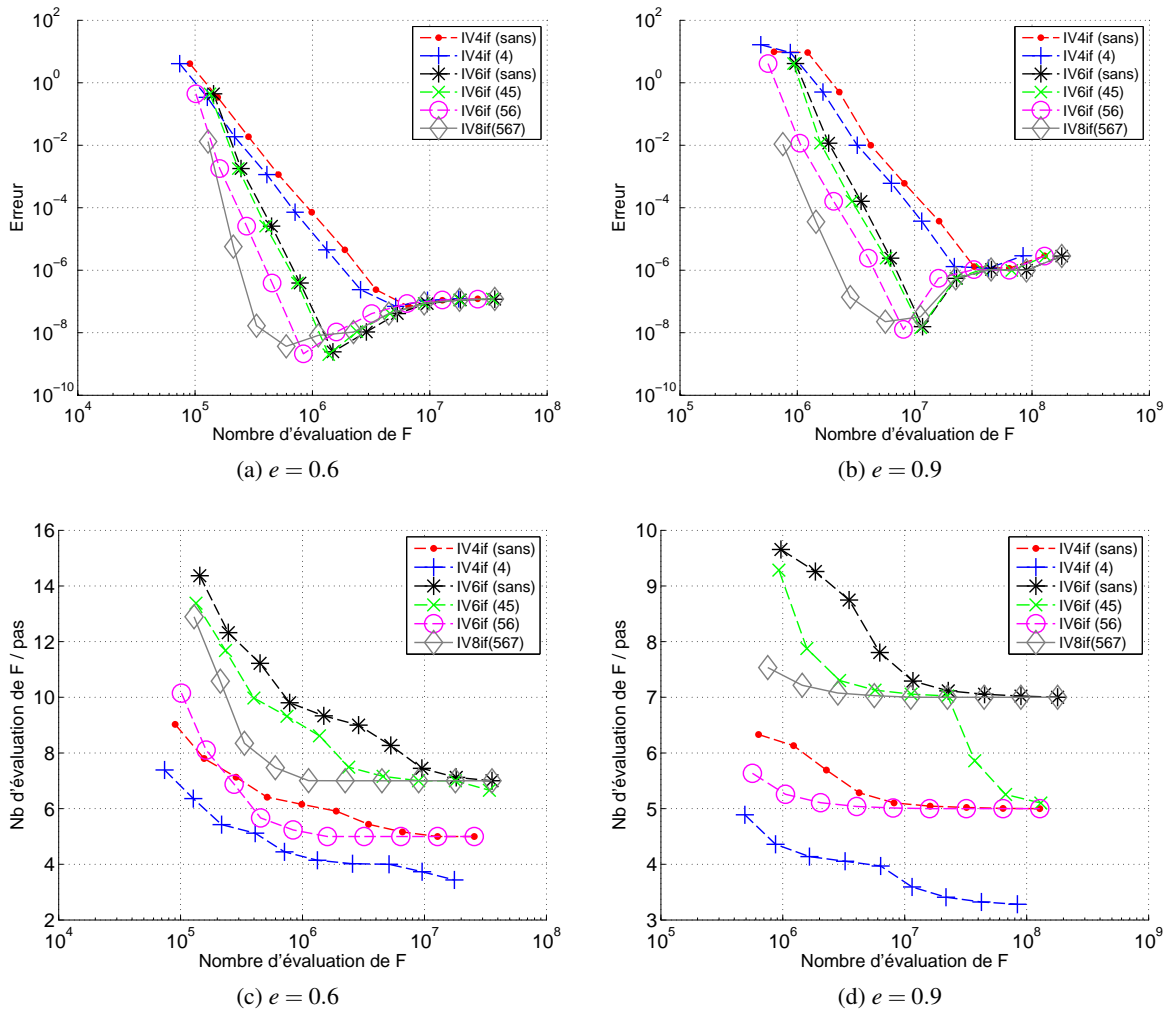 10^2
10^0
10^−2
10^−4
10^−6
10^−8
10^−10
Erreur
10^4 10^5 10^6 10^7 10^8
Nombre d'évaluation de F
IV4if (sans)
IV4if (4)
IV6if (sans)
IV6if (45)
IV6if (56)
IV8if(567)
(a) e = 0.6
10^2
10^0
10^−2
10^−4
10^−6
10^−8
10^−10
Erreur
10^5 10^6 10^7 10^8 10^9
Nombre d'évaluation de F
IV4if (sans)
IV4if (4)
IV6if (sans)
IV6if (45)
IV6if (56)
IV8if(567)
(b) e = 0.9
16
14
12
10
8
6
4
2
Nb d'évaluation de F / pas
10^4 10^5 10^6 10^7 10^8
Nombre d'évaluation de F
IV4if (sans)
IV4if (4)
IV6if (sans)
IV6if (45)
IV6if (56)
IV8if(567)
(c) e = 0.6
10
9
8
7
6
5
4
3
Nb d'évaluation de F / pas
10^5 10^6 10^7 10^8 10^9
Nombre d'évaluation de F
IV4if (sans)
IV4if (4)
IV6if (sans)
IV6if (45)
IV6if (56)
IV8if(567)
(d) e = 0.9